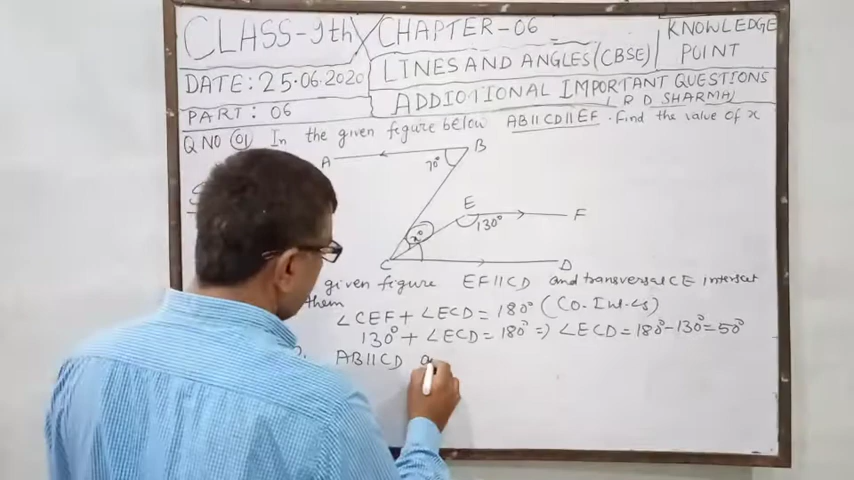 CLASS-9th CHAPTER-06 KNOWLEDGE POINT
LINES AND ANGLES (CBSE)
DATE: 25.06.2020
ADDIOTIONAL IMPORTANT QUESTIONS
PART: 06
( R D SHARMA)
Q NO 01 In the given figure below AB||CD||EF. Find the value of x
A B
70°
E F
130°
x°
C D
given figure EF||CD and transversal CE intersect
them
∠CEF + ∠ECD = 180° (CO-Int-∠s)
130° + ∠ECD = 180° => ∠ECD = 180°-130°=50°
AB||CD